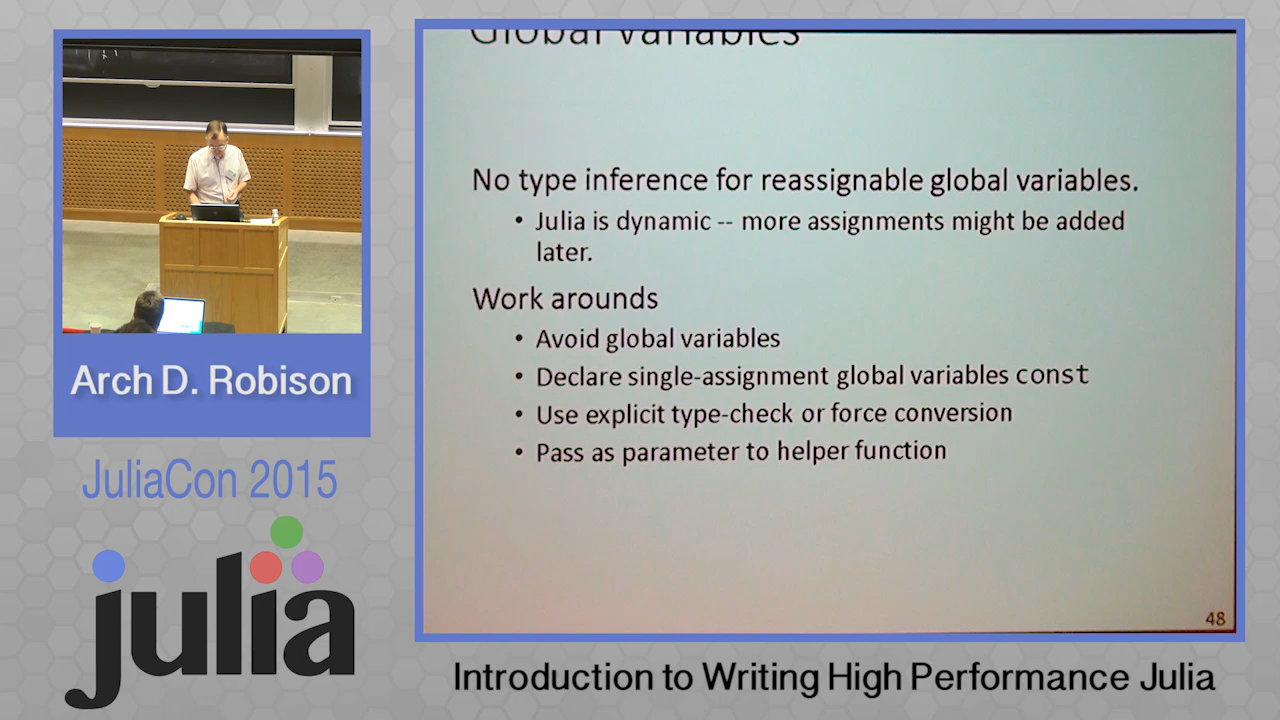 Global variables
No type inference for reassignable global variables.
• Julia is dynamic -- more assignments might be added
later.
Work arounds
• Avoid global variables
• Declare single-assignment global variables const
• Use explicit type-check or force conversion
• Pass as parameter to helper function
48
Arch D. Robison
JuliaCon 2015
julia
Introduction to Writing High Performance Julia